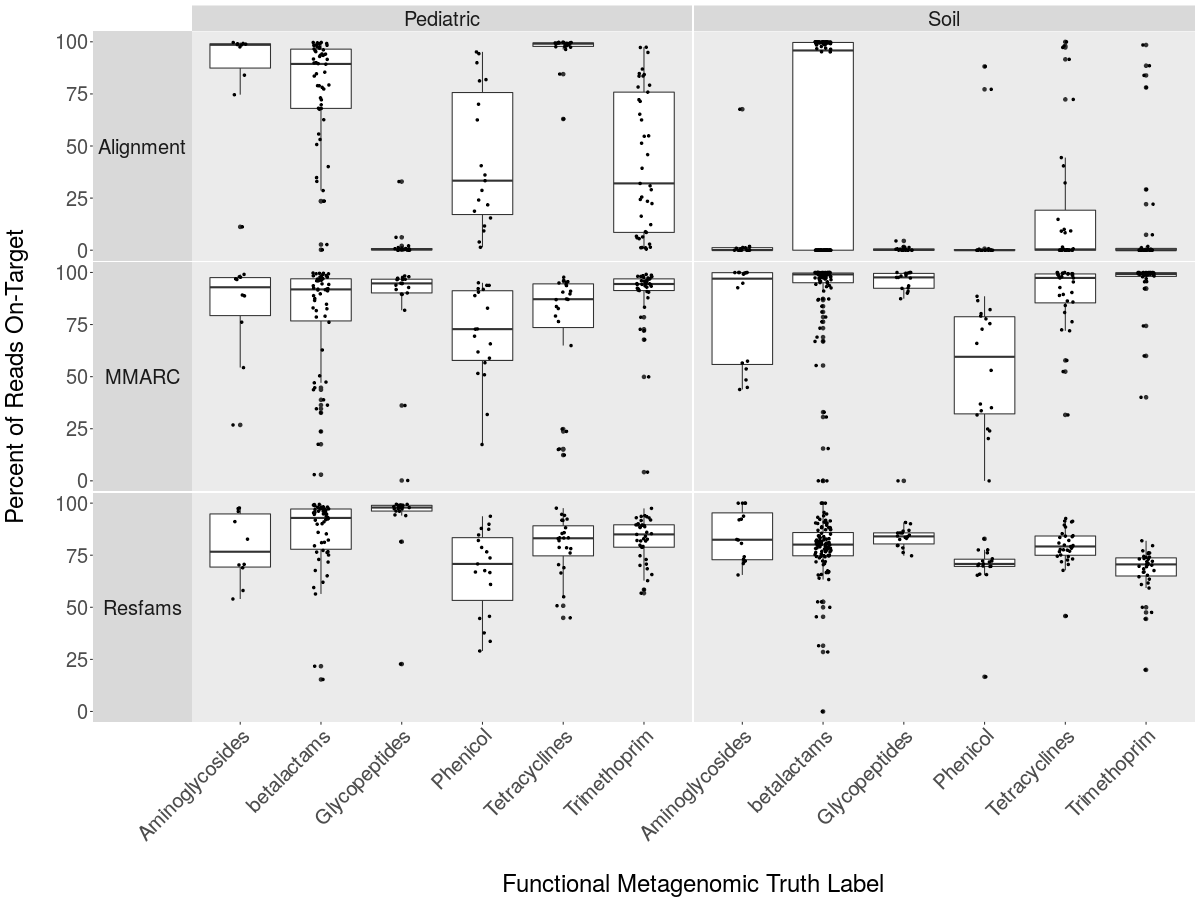 Pediatric
Soil
Percent of Reads On-Target
Alignment
100
75
50
25
0
MMARC
100
75
50
25
0
Resfams
100
75
50
25
0
Aminoglycosides
betalactams
Glycopeptides
Phenicol
Tetracyclines
Trimethoprim
Aminoglycosides
betalactams
Glycopeptides
Phenicol
Tetracyclines
Trimethoprim
Functional Metagenomic Truth Label